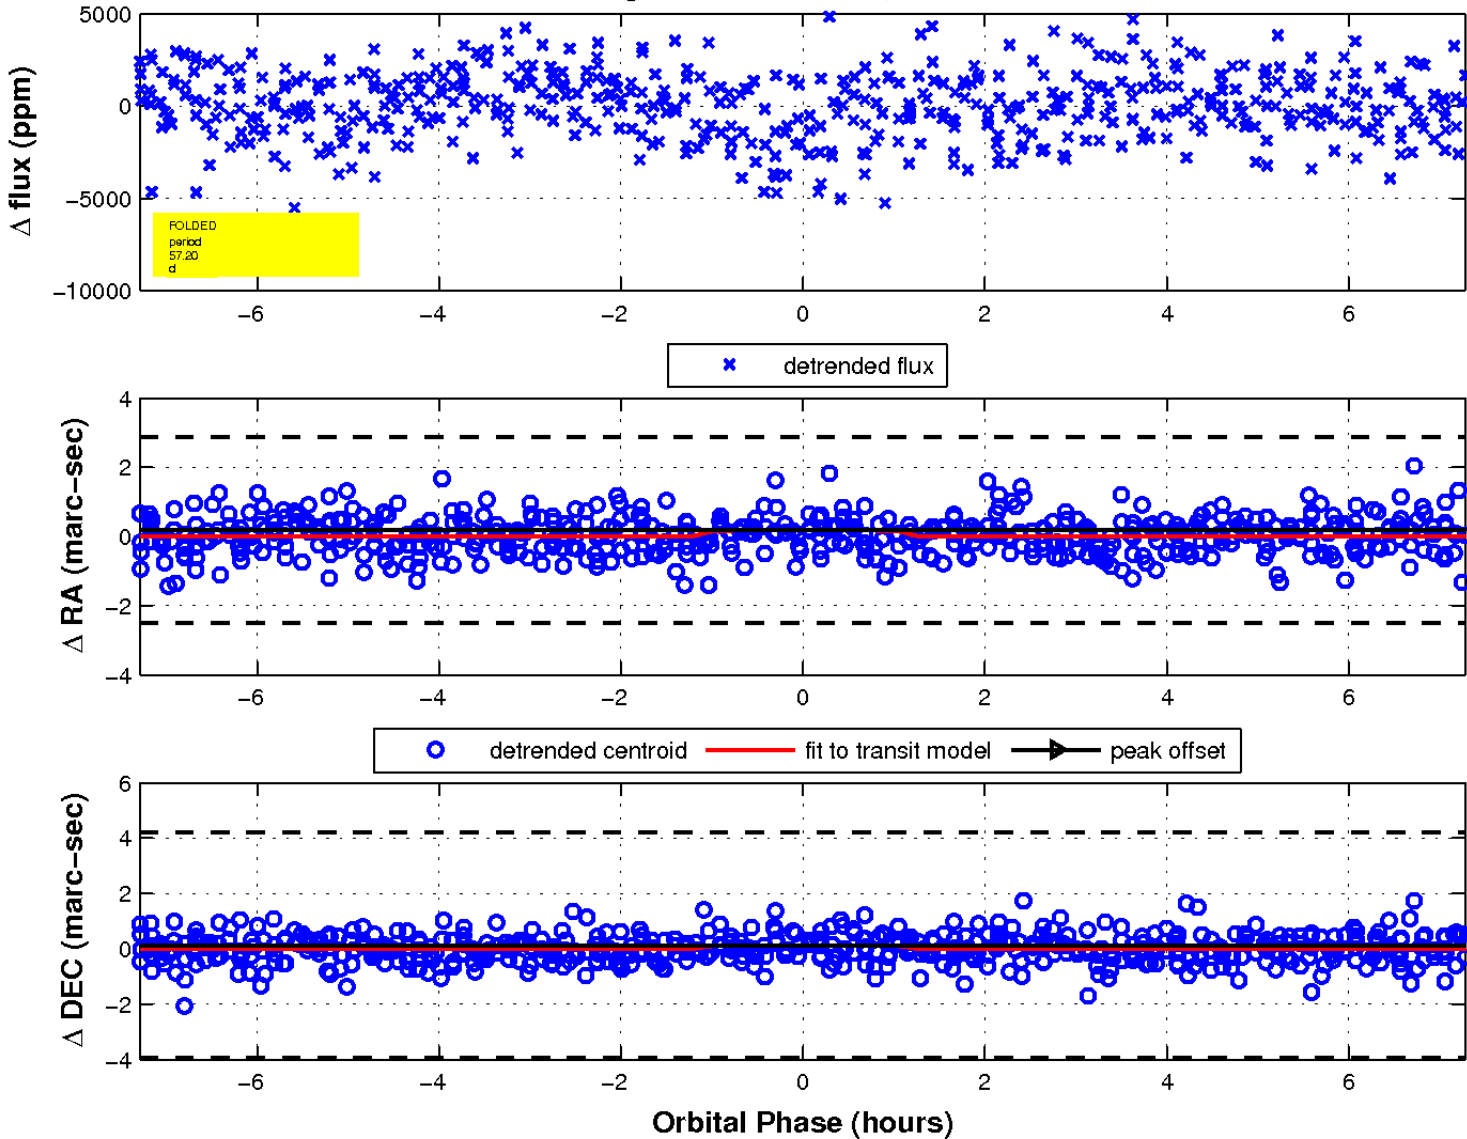 5000
0
−5000
−10000
Δ flux (ppm)
FOLDED
period
57.20
d
−6 −4 −2 0 2 4 6
detrended flux
4
2
0
−2
−4
Δ RA (marc−sec)
−6 −4 −2 0 2 4 6
detrended centroid fit to transit model peak offset
6
4
2
0
−2
−4
Δ DEC (marc−sec)
−6 −4 −2 0 2 4 6
Orbital Phase (hours)